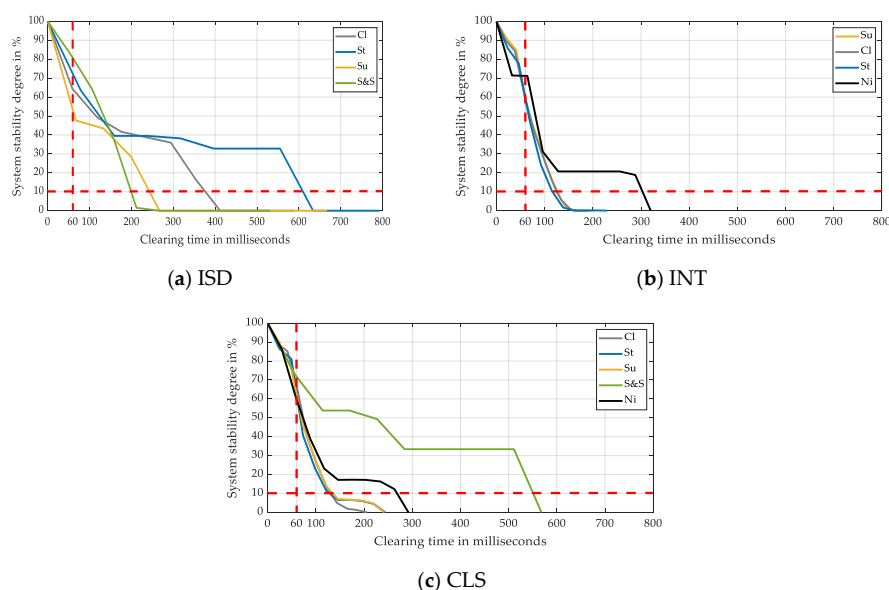 System stability degree in %
100
90
80
70
60
50
40
30
20
10
0
0 60 100 200 300 400 500 600 700 800
Clearing time in milliseconds
Cl
St
Su
S&S
(a) ISD
System stability degree in %
100
90
80
70
60
50
40
30
20
10
0
0 60 100 200 300 400 500 600 700 800
Clearing time in milliseconds
Su
Cl
St
Ni
(b) INT
System stability degree in %
100
90
80
70
60
50
40
30
20
10
0
0 60 100 200 300 400 500 600 700 800
Clearing time in milliseconds
Cl
St
Su
S&S
Ni
(c) CLS